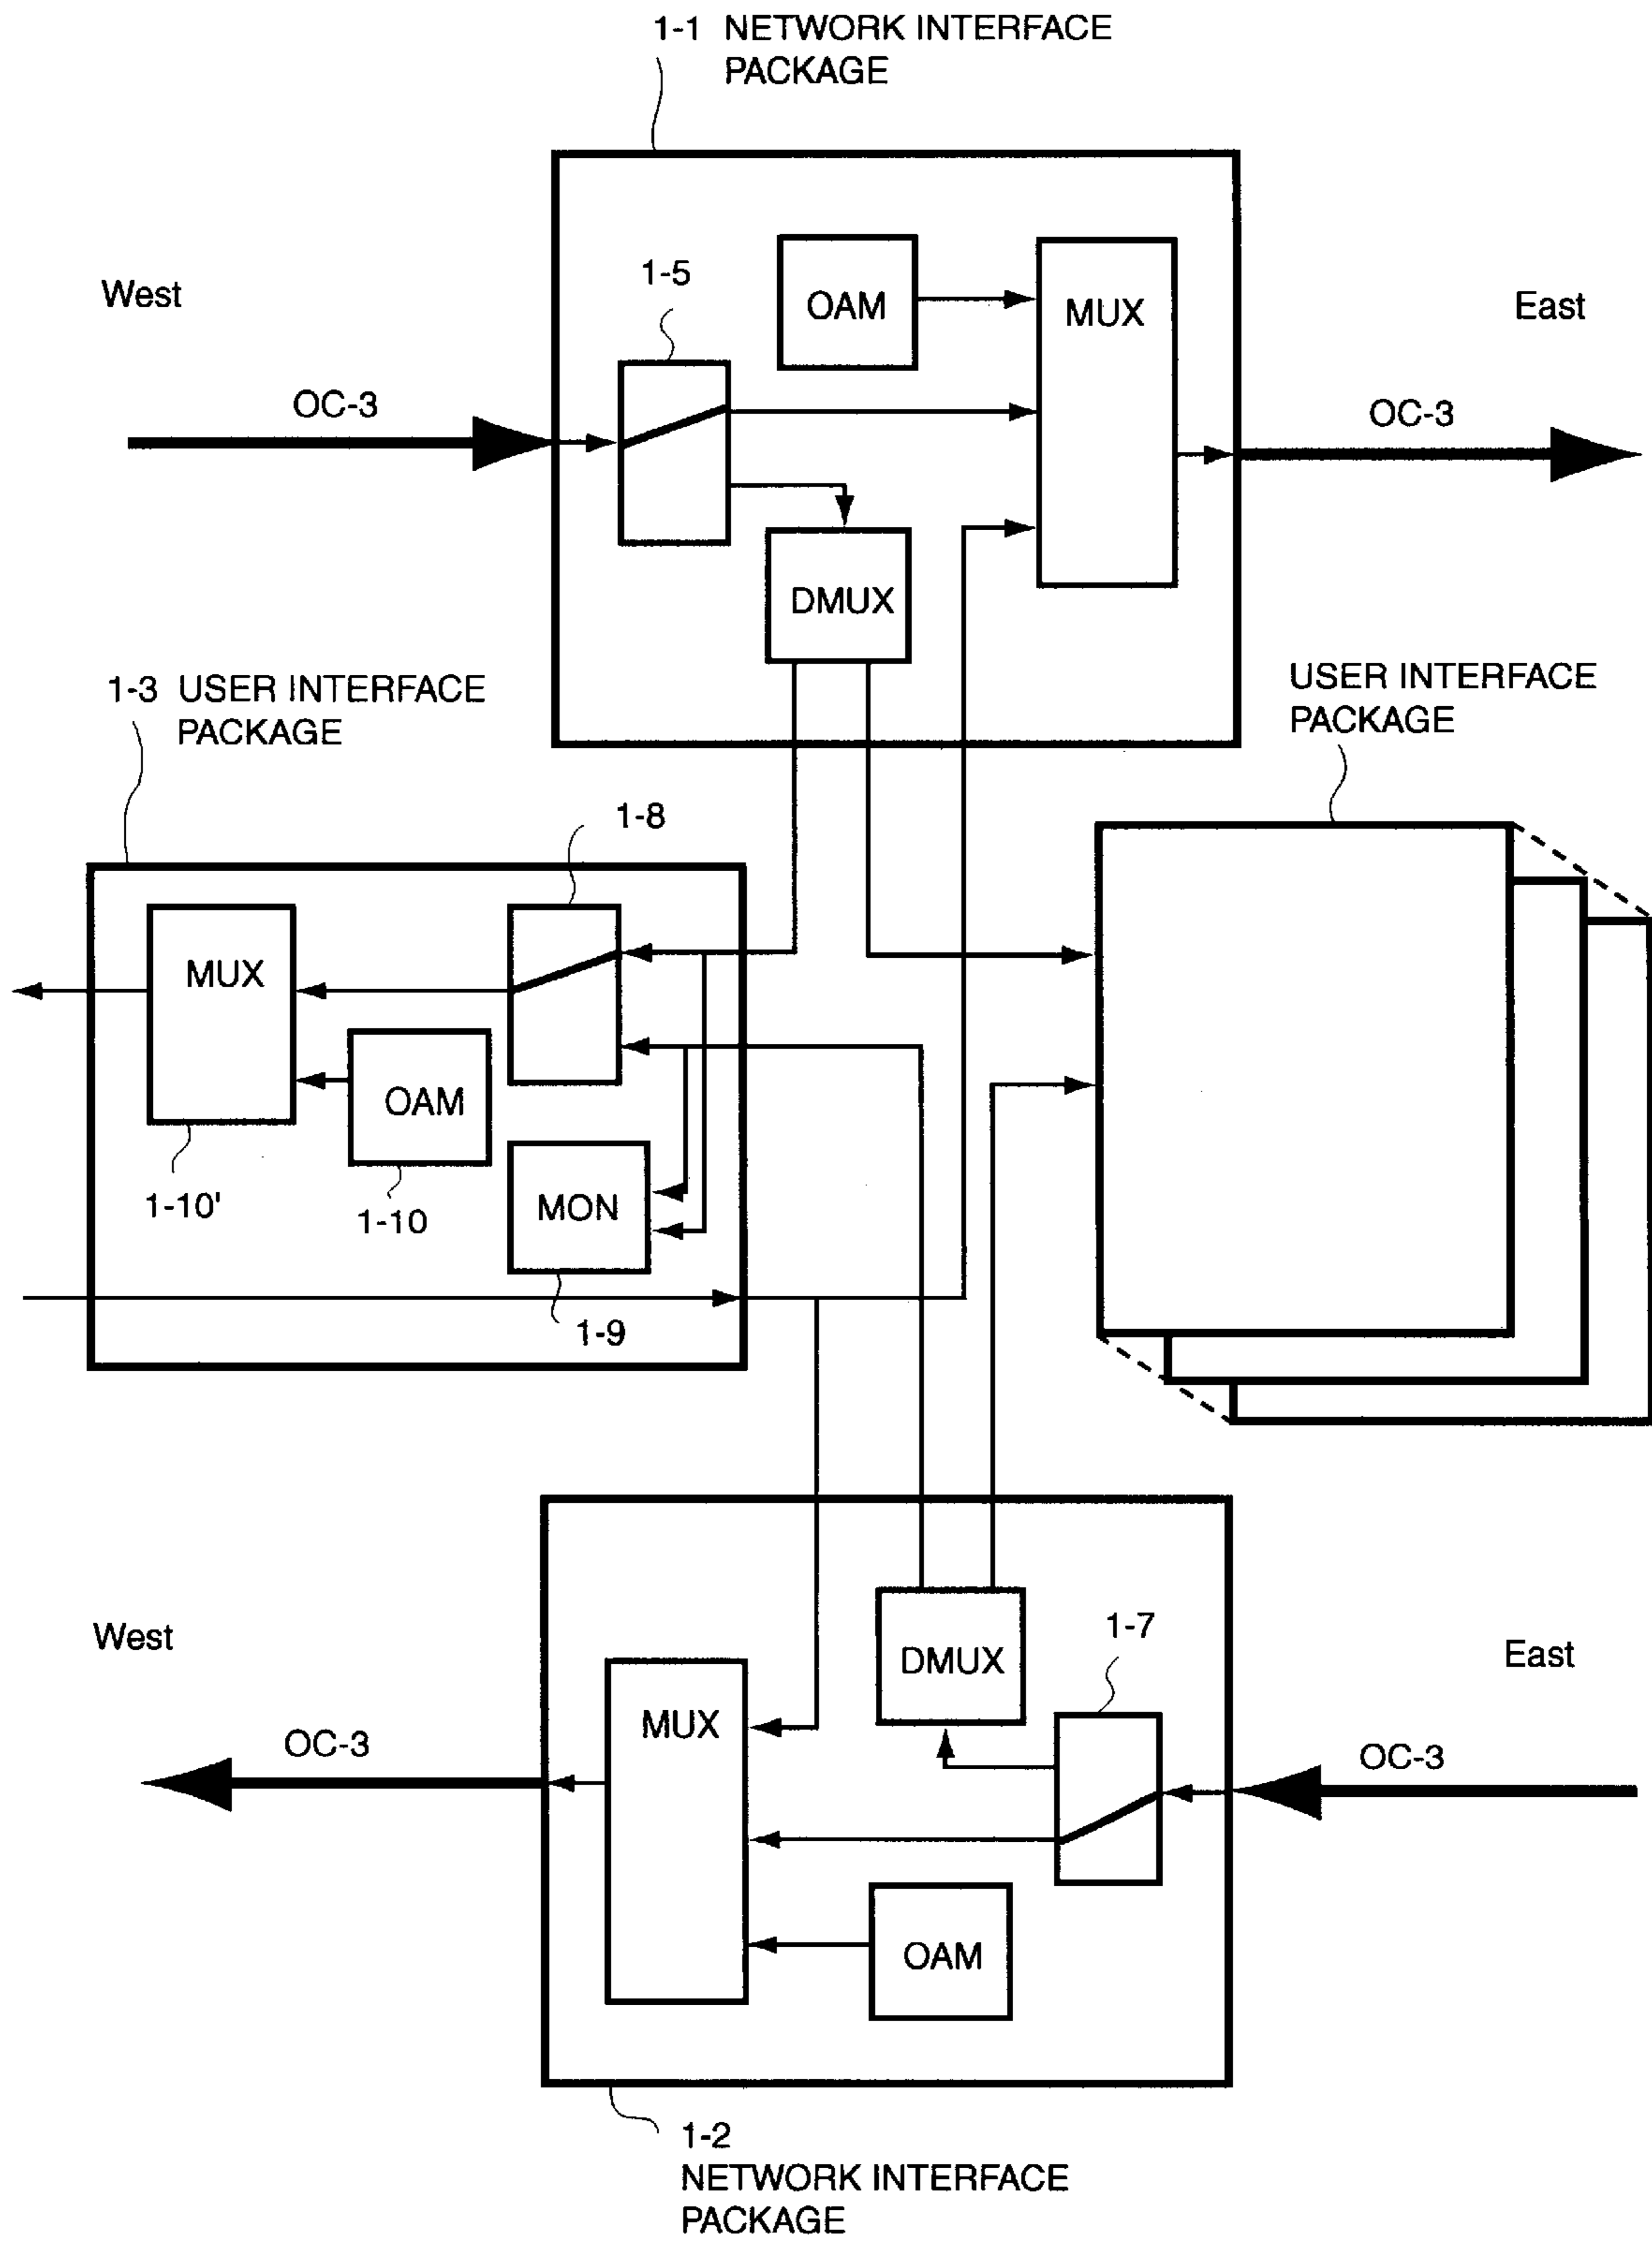 1-1 NETWORK INTERFACE
PACKAGE
West
1-5
OAM
MUX
East
OC-3
OC-3
DMUX
1-3 USER INTERFACE
PACKAGE
USER INTERFACE
PACKAGE
1-8
MUX
OAM
1-10'
1-10
MON
1-9
West
DMUX
1-7
East
MUX
OC-3
OC-3
OAM
1-2
NETWORK INTERFACE
PACKAGE